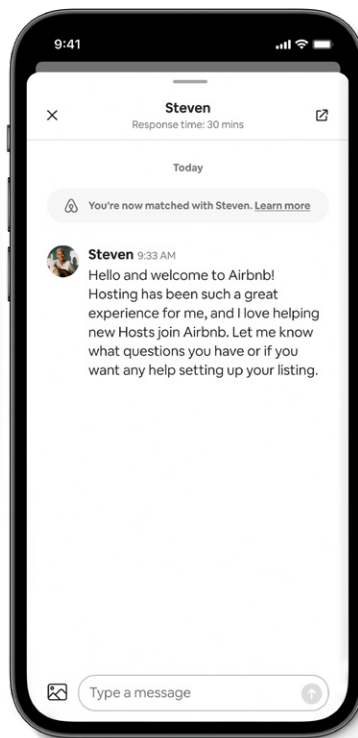 9:41
Steven
Response time: 30 mins
Today
You're now matched with Steven. Learn more
Steven 9:33 AM
Hello and welcome to Airbnb!
Hosting has been such a great
experience for me, and I love helping
new Hosts join Airbnb. Let me know
what questions you have or if you
want any help setting up your listing.
Type a message